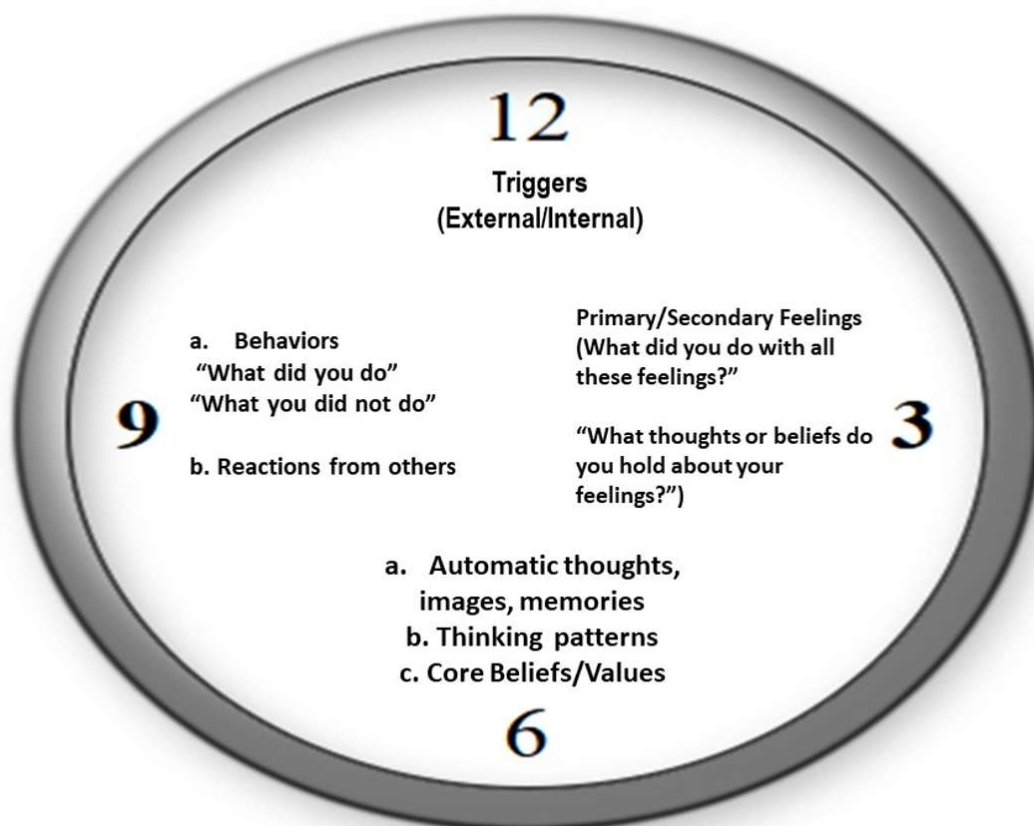 12
Triggers
(External/Internal)
Primary/Secondary Feelings
(What did you do with all
these feelings?"
"What thoughts or beliefs do
you hold about your
feelings?")
3
a. Automatic thoughts,
images, memories
b. Thinking patterns
c. Core Beliefs/Values
6
a. Behaviors
“What did you do”
“What you did not do”
b. Reactions from others
9